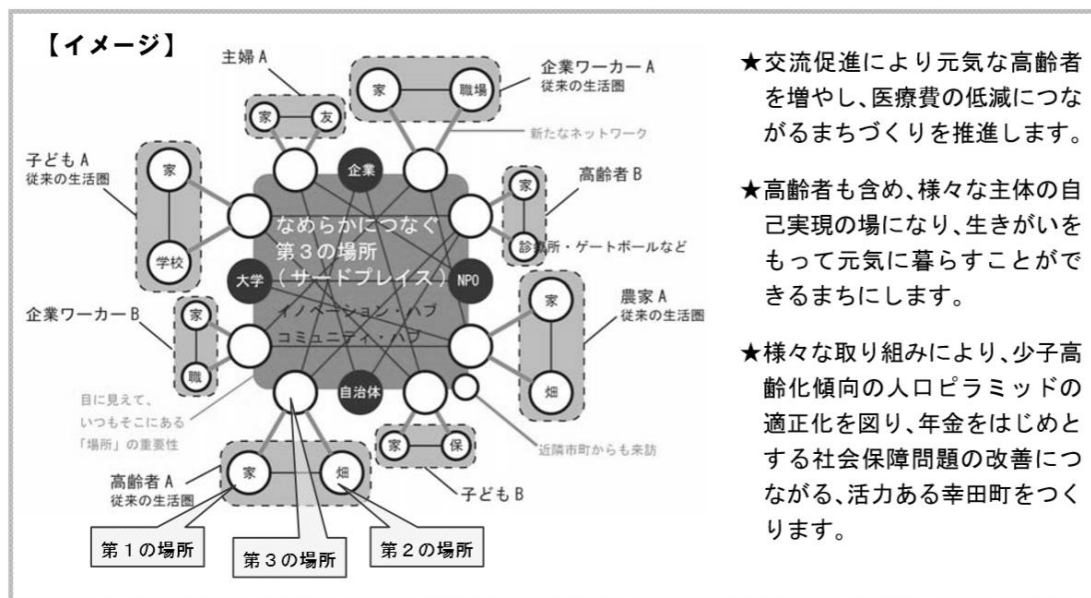 【イメージ】
主婦A
家
友
企業ワーカーA
従来の生活圏
家
職場
新たなネットワーク
子どもA
従来の生活圏
家
学校
企業
高齢者B
家
診療所・ゲートボールなど
なめらかにつなぐ
第3の場所
（サードプレイス）
大学
NPO
イノベーション・ハブ
コミュニティ・ハブ
企業ワーカーB
家
職
農家A
従来の生活圏
家
畑
自治体
目に見えて、
いつもそこにある
「場所」の重要性
近隣市町からも来訪
家
保
子どもB
高齢者A
従来の生活圏
家
畑
第１の場所
第３の場所
第２の場所
★交流促進により元気な高齢者
を増やし、医療費の低減につな
がるまちづくりを推進します。
★高齢者も含め、様々な主体の自
己実現の場になり、生きがいを
もって元気に暮らすことがで
きるまちにします。
★様々な取り組みにより、少子高
齢化傾向の人口ピラミッドの
適正化を図り、年金をはじめと
する社会保障問題の改善につ
ながる、活力ある幸田町をつく
ります。